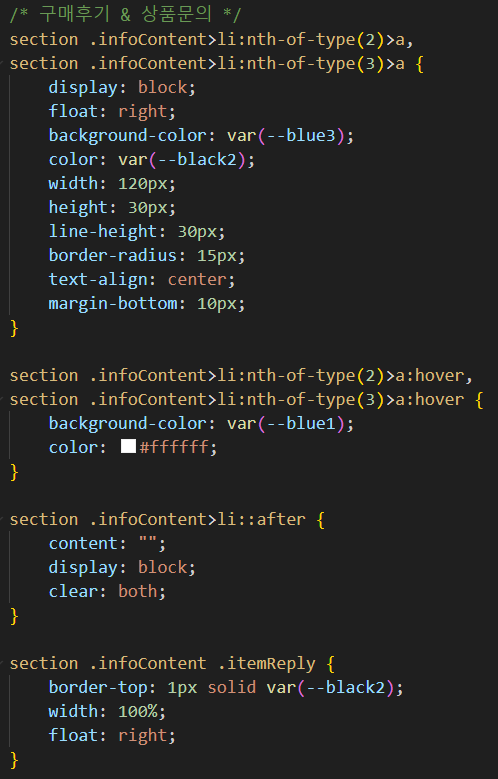 /* 구매후기 & 상품문의 */
section .infoContent>li:nth-of-type(2)>a,
section .infoContent>li:nth-of-type(3)>a {
    display: block;
    float: right;
    background-color: var(--blue3);
    color: var(--black2);
    width: 120px;
    height: 30px;
    line-height: 30px;
    border-radius: 15px;
    text-align: center;
    margin-bottom: 10px;
}

section .infoContent>li:nth-of-type(2)>a:hover,
section .infoContent>li:nth-of-type(3)>a:hover {
    background-color: var(--blue1);
    color: #ffffff;
}

section .infoContent>li::after {
    content: "";
    display: block;
    clear: both;
}

section .infoContent .itemReply {
    border-top: 1px solid var(--black2);
    width: 100%;
    float: right;
}